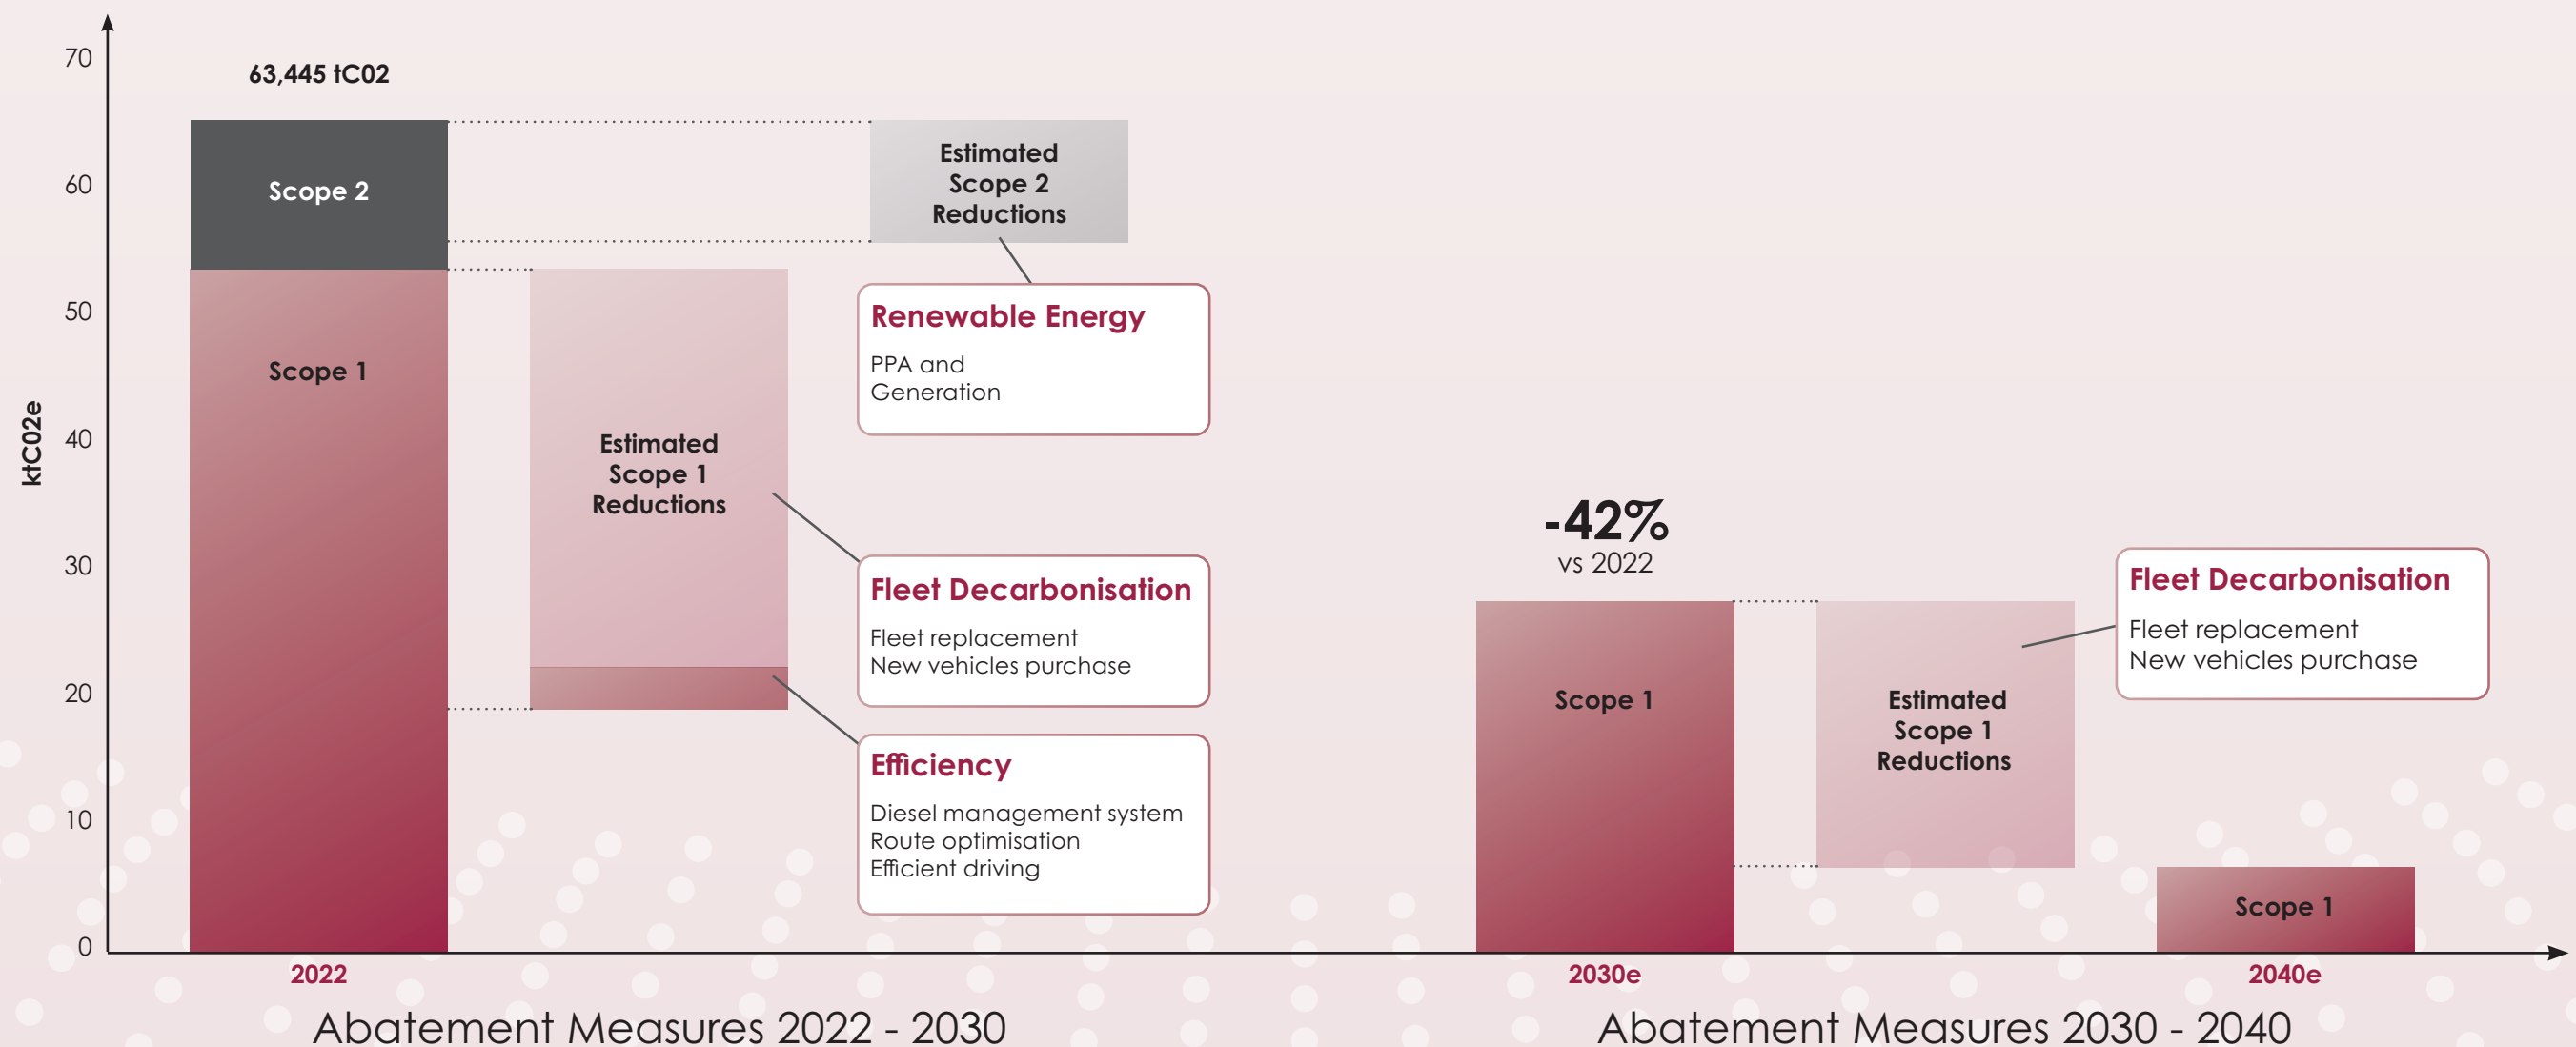 70
60
50
40
30
20
10
0
ktC02e
63,445 tC02
Scope 2
Scope 1
Estimated
Scope 1
Reductions
Estimated
Scope 2
Reductions
Renewable Energy
PPA and
Generation
Fleet Decarbonisation
Fleet replacement
New vehicles purchase
Efficiency
Diesel management system
Route optimisation
Efficient driving
-42%
vs 2022
Scope 1
Estimated
Scope 1
Reductions
Fleet Decarbonisation
Fleet replacement
New vehicles purchase
Scope 1
2022
2030e
2040e
Abatement Measures 2022 - 2030
Abatement Measures 2030 - 2040